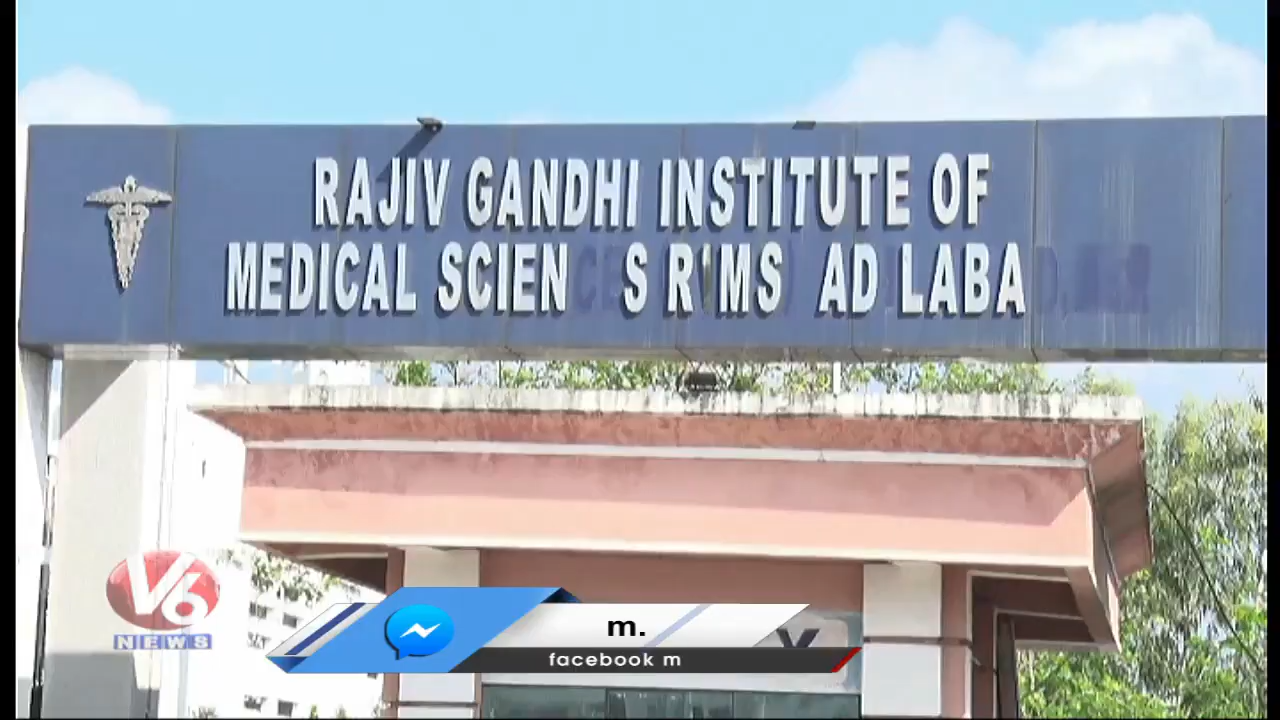 RAJIV GANDHI INSTITUTE OF
MEDICAL SCIEN S R'MS AD LABA
V6
NEWS
m.
facebook m